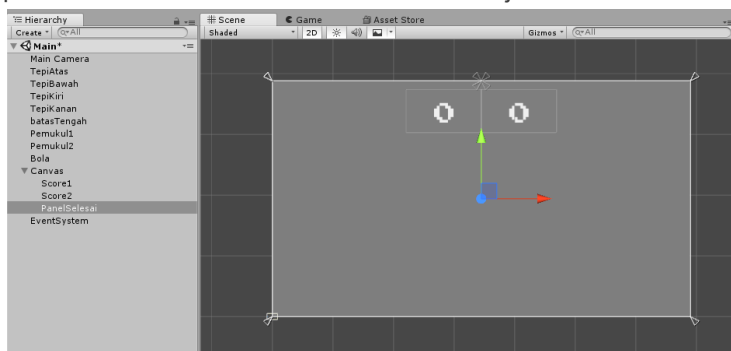 Hierarchy
Create
All
Main*
Main Camera
TepiAtas
TepiBawah
TepiKiri
TepiKanan
batasTengah
Pemukul1
Pemukul2
Bola
Canvas
Score1
Score2
PanelSelesai
EventSystem
Scene Game Asset Store
Shaded 2D Gizmos All
0 0